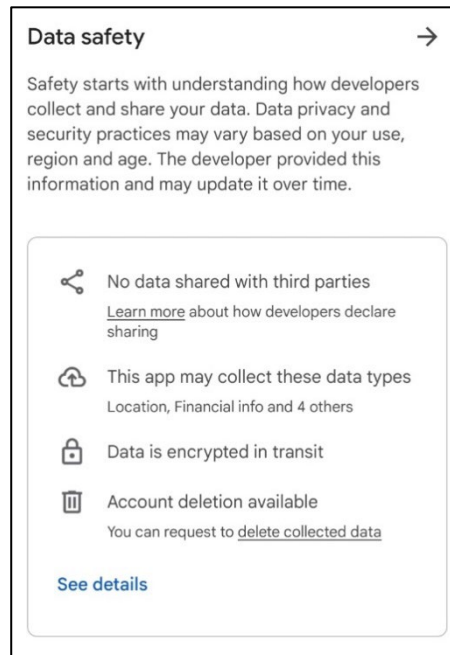 Data safety
Safety starts with understanding how developers
collect and share your data. Data privacy and
security practices may vary based on your use,
region and age. The developer provided this
information and may update it over time.
No data shared with third parties
Learn more about how developers declare
sharing
This app may collect these data types
Location, Financial info and 4 others
Data is encrypted in transit
Account deletion available
You can request to delete collected data
See details